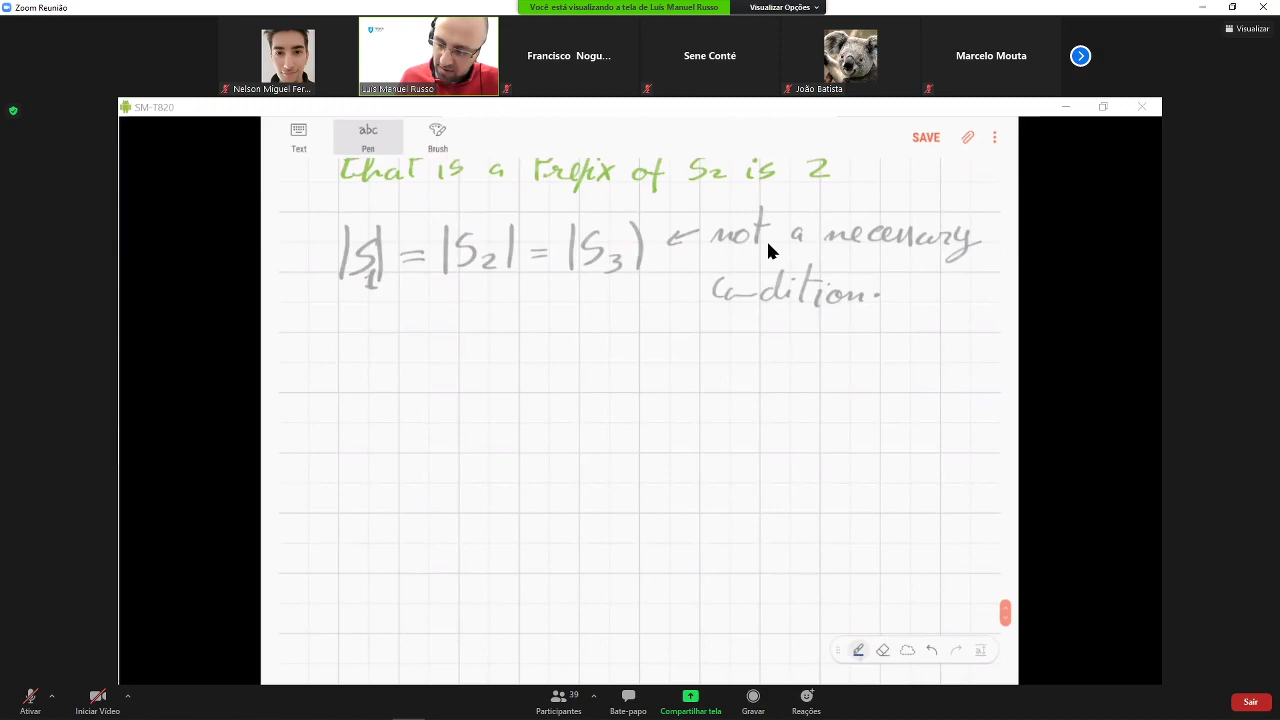 Zoom Reunião
Você está visualizando a tela de Luís Manuel Russo
Visualizar Opções
Visualizar
Nelson Miguel Fer...
Luís Manuel Russo
Francisco Nogu...
Sene Conté
João Batista
Marcelo Mouta
SM-T820
Text
abc
Pen
Brush
SAVE
that is a Prefix of S2 is 2
|S1| = |S2| = |S3) ← not a necessary
condition.
Ativar
Iniciar Vídeo
39
Participantes
Bate-papo
Compartilhar tela
Gravar
Reações
Sair